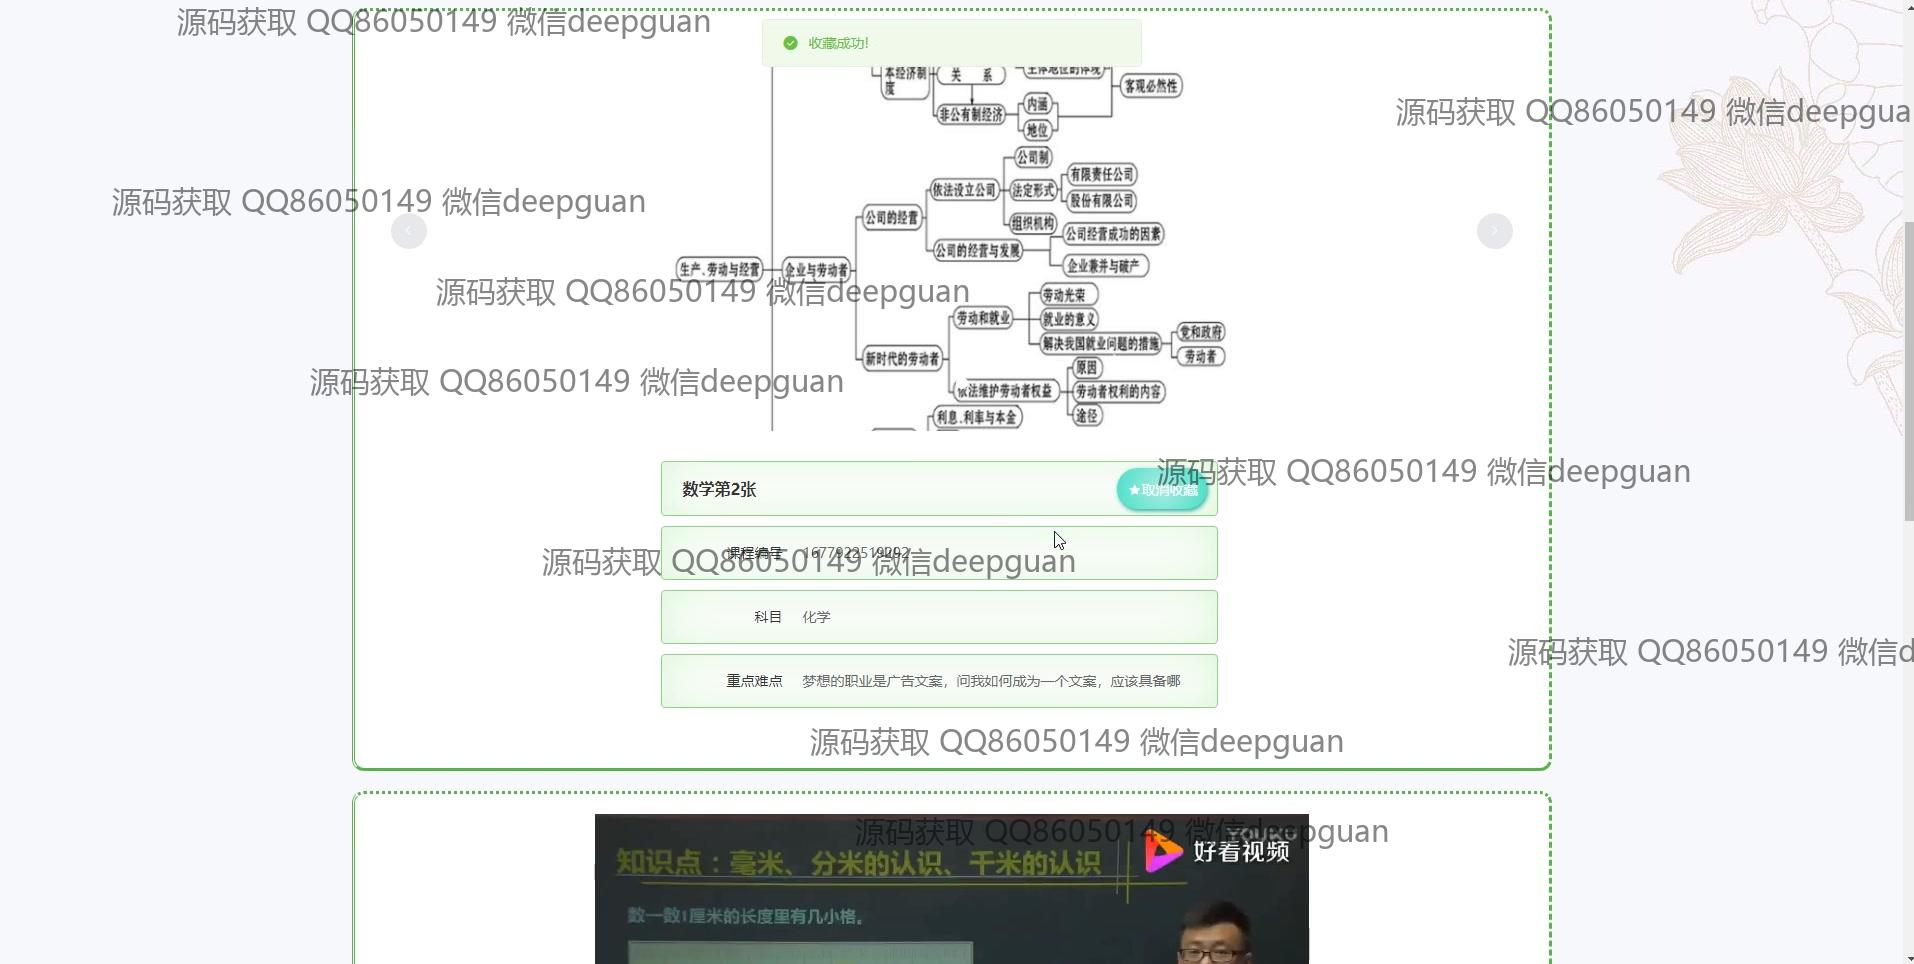 源码获取 QQ86050149 微信deepguan
收藏成功!
本经济制度
关 系
主体地位的体现
客观必然性
非公有制经济
内涵
地位
源码获取 QQ86050149 微信deepgua
公司制
依法设立公司
法定形式
有限责任公司
股份有限公司
组织机构
源码获取 QQ86050149 微信deepguan
公司的经营
公司的经营与发展
公司经营成功的因素
企业兼并与破产
生产、劳动与经营
企业与劳动者
源码获取 QQ86050149 微信deepguan
劳动光荣
劳动和就业
就业的意义
解决我国就业问题的措施
党和政府
劳动者
新时代的劳动者
原因
依法维护劳动者权益
劳动者权利的内容
途径
源码获取 QQ86050149 微信deepguan
利息、利率与本金
数学第2张
★取消收藏
源码获取 QQ86050149 微信deepguan
课程编号 1677922519292
源码获取 QQ86050149 微信deepguan
科目 化学
源码获取 QQ86050149 微信d
重点难点 梦想的职业是广告文案，问我如何成为一个文案，应该具备哪
源码获取 QQ86050149 微信deepguan
源码获取 QQ86050149 微信deepguan
YOUKU
好看视频
知识点：毫米、分米的认识、千米的认识
数一数1厘米的长度里有几小格。